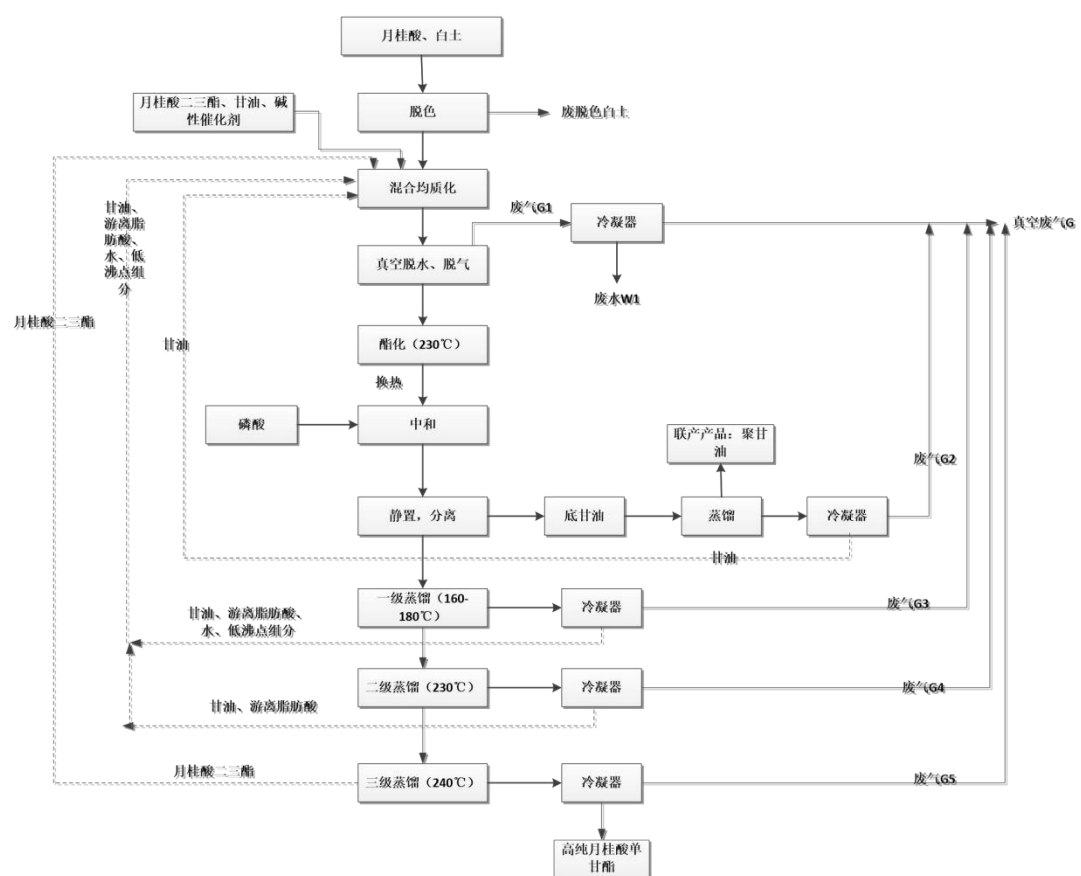 月桂酸、白土
月桂酸二三酯、甘油、碱
性催化剂
脱色
废脱色白土
混合均质化
甘油、
游离脂
肪酸、
水、低
沸点组
分
废气G1
冷凝器
真空废气G
真空脱水、脱气
废水W1
月桂酸二三酯
甘油
酯化（230℃）
换热
磷酸
中和
联产产品：聚甘
油
废气G2
静置，分离
底甘油
蒸馏
冷凝器
甘油
一级蒸馏（160-
180℃）
冷凝器
废气G3
甘油、游离脂肪酸、
水、低沸点组分
二级蒸馏（230℃）
冷凝器
废气G4
甘油、游离脂肪酸
月桂酸二三酯
三级蒸馏（240℃）
冷凝器
废气G5
高纯月桂酸单
甘酯